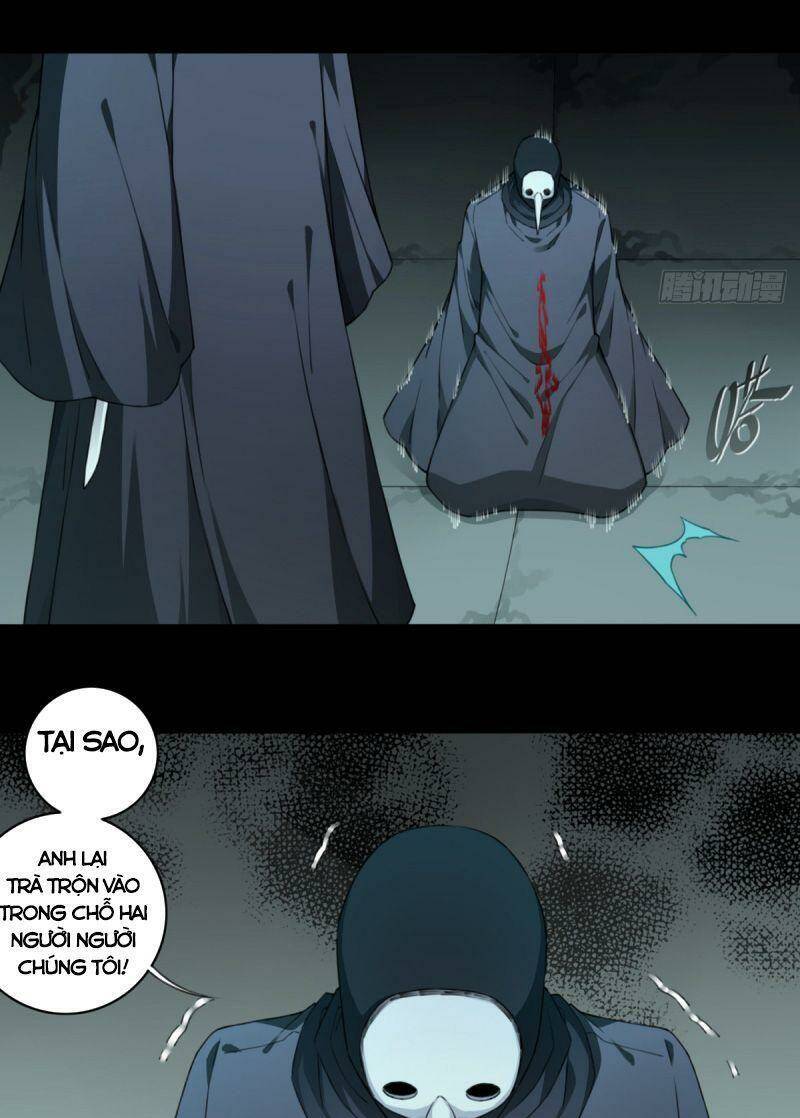 腾讯动漫
嗒
TẠI SAO,
ANH LẠI
TRÀ TRỘN VÀO
TRONG CHỖ HAI
NGƯỜI NGƯỜI
CHÚNG TÔI!